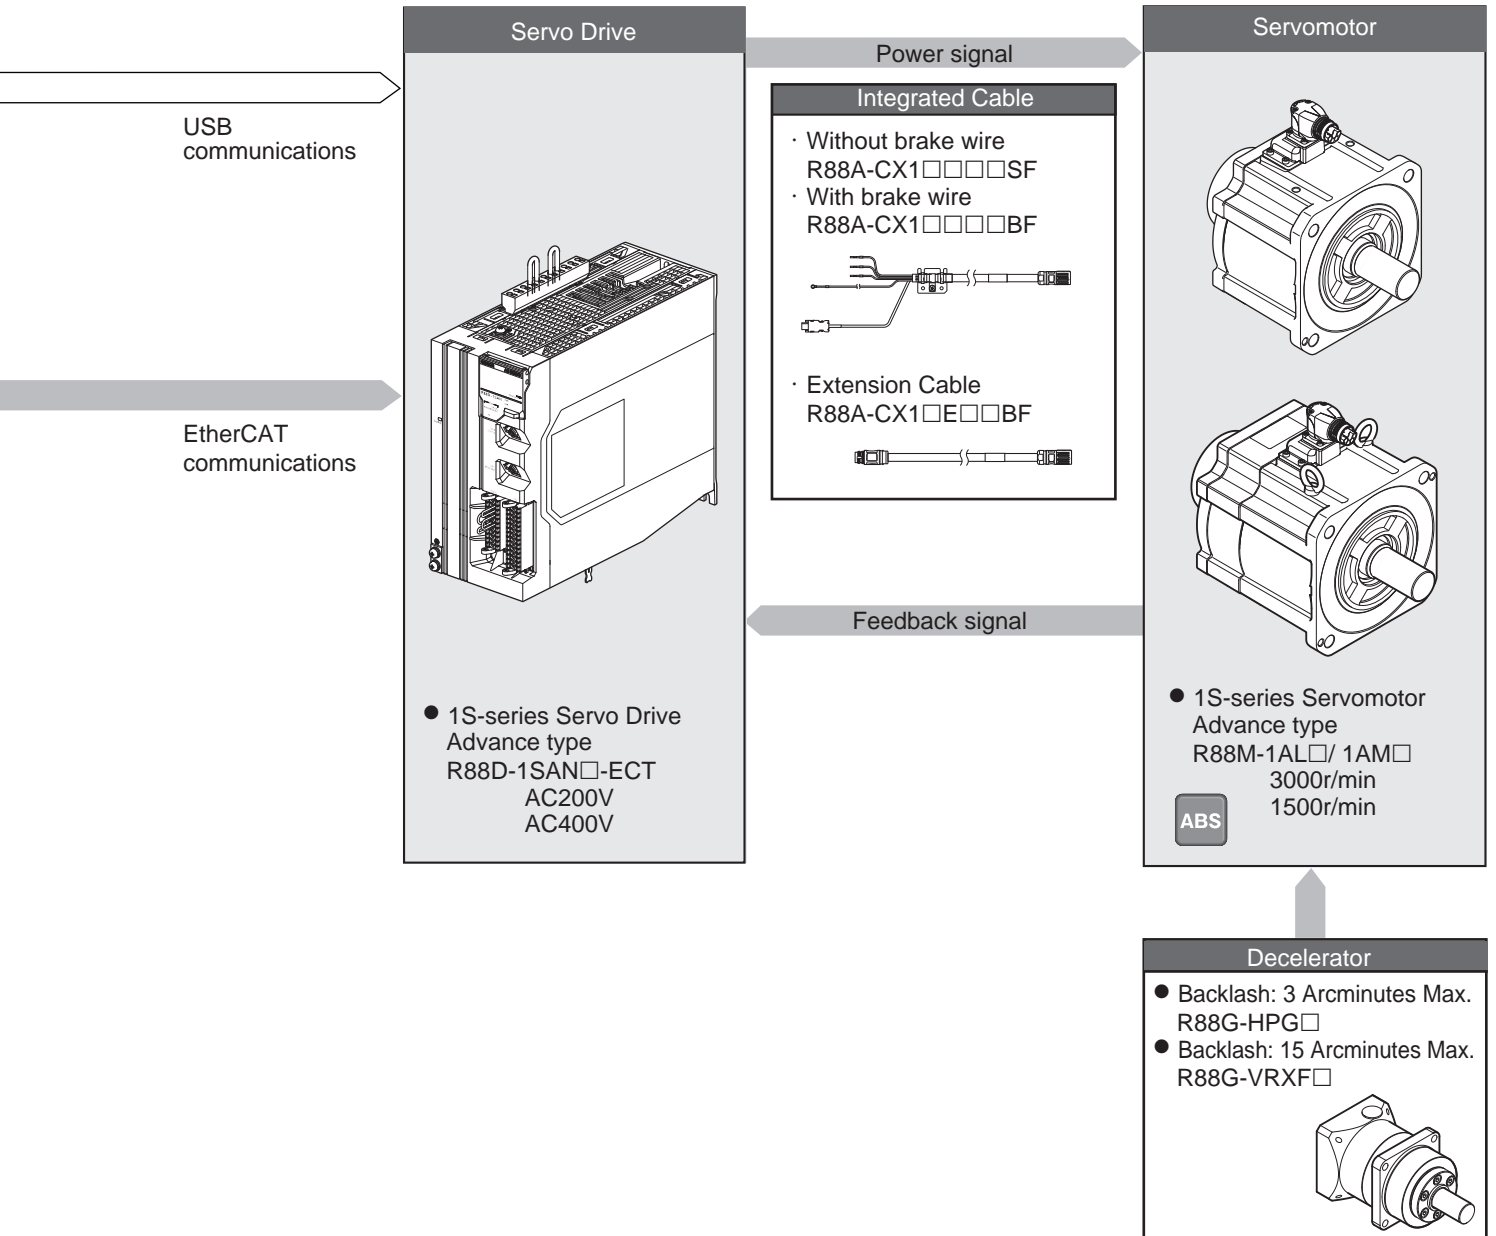 Servo Drive
Power signal
Servomotor
USB
communications
Integrated Cable
· Without brake wire
R88A-CX1□□□□SF
· With brake wire
R88A-CX1□□□□BF
· Extension Cable
R88A-CX1□E□□BF
EtherCAT
communications
Feedback signal
● 1S-series Servo Drive
Advance type
R88D-1SAN□-ECT
AC200V
AC400V
● 1S-series Servomotor
Advance type
R88M-1AL□/ 1AM□
3000r/min
1500r/min
ABS
Decelerator
● Backlash: 3 Arcminutes Max.
R88G-HPG□
● Backlash: 15 Arcminutes Max.
R88G-VRXF□